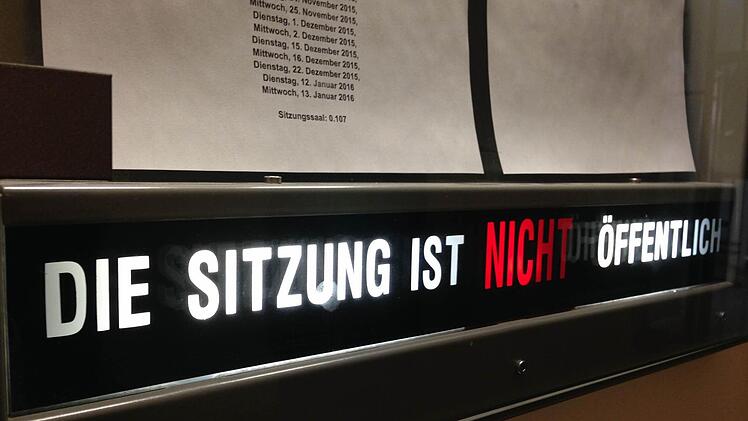 November 2015,
Mittwoch, 25. November 2015,
Dienstag, 1. Dezember 2015,
Mittwoch, 2. Dezember 2015,
Dienstag, 15. Dezember 2015,
Mittwoch, 16. Dezember 2015,
Dienstag, 22. Dezember 2015,
Dienstag, 12. Januar 2016
Mittwoch, 13. Januar 2016
Sitzungssaal: 0.107
DIE SITZUNG IST NICHT ÖFFENTLICH